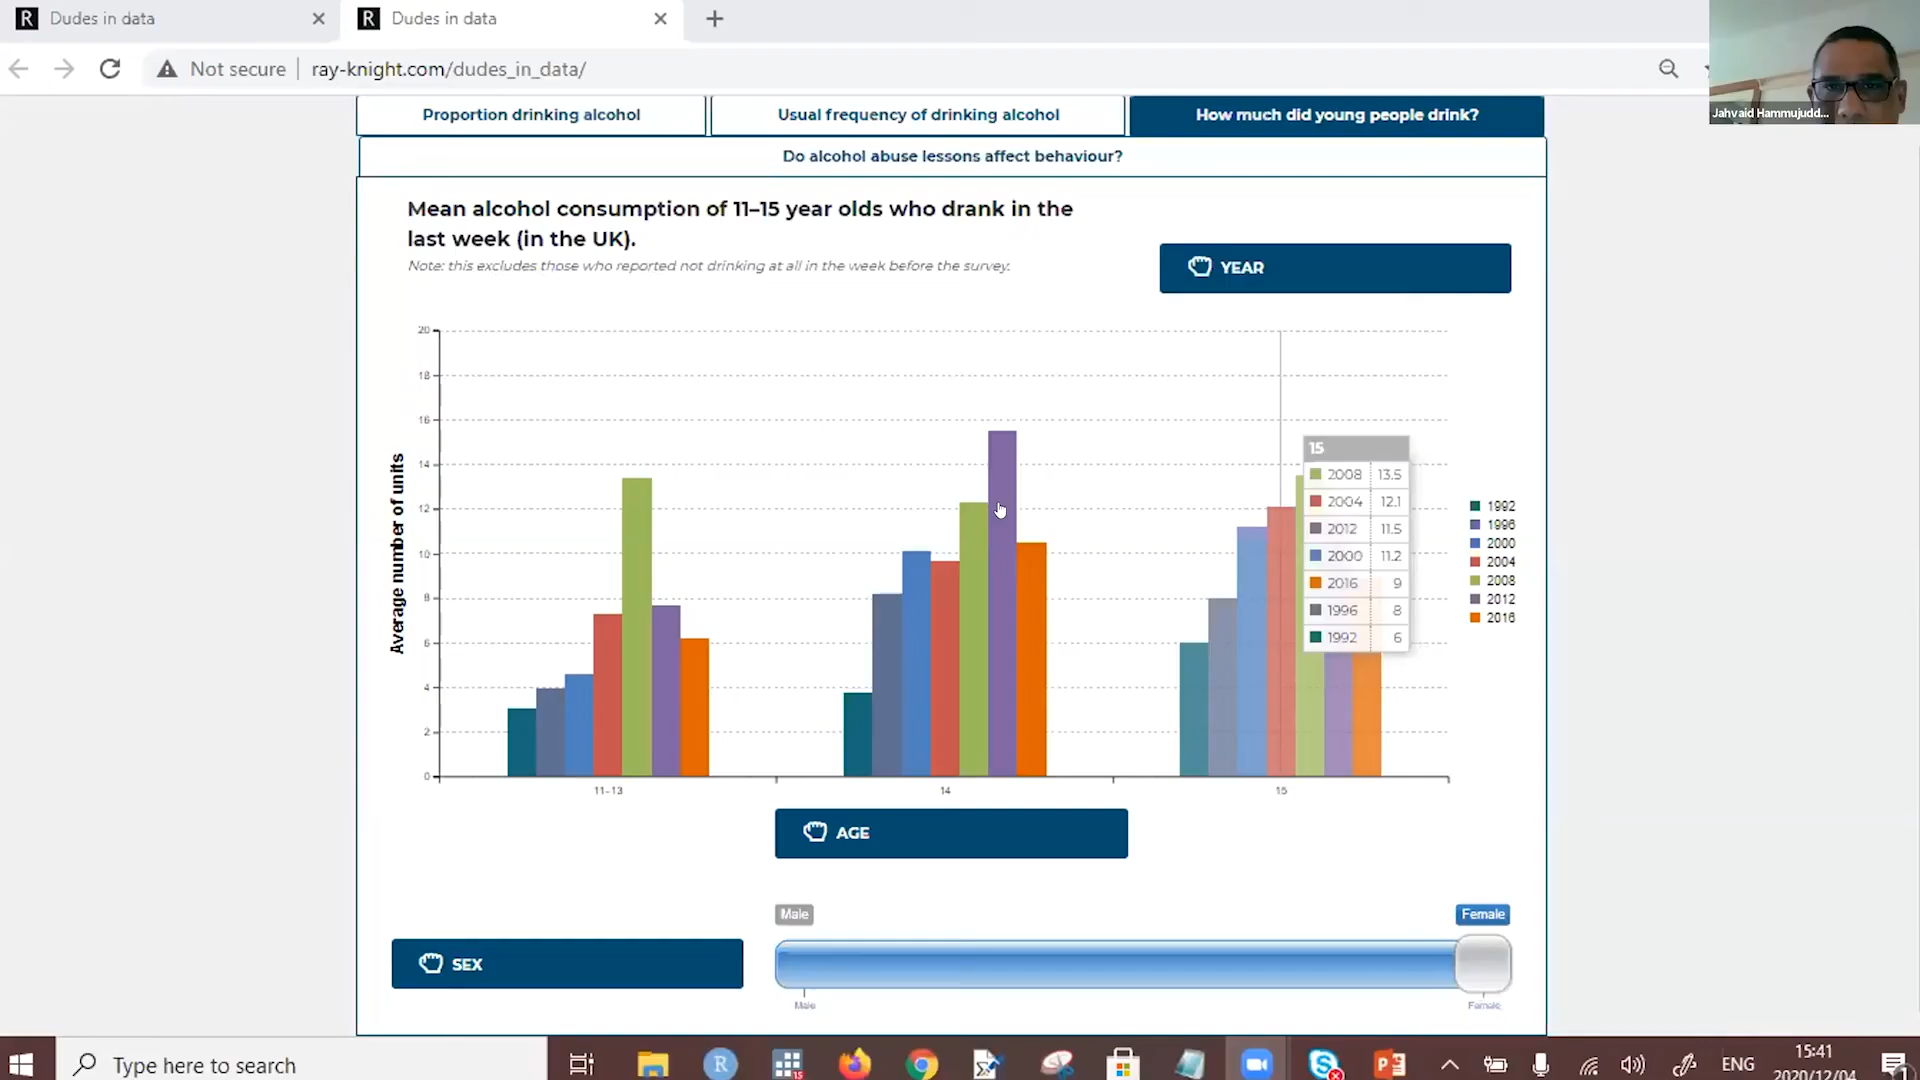 Dudes in data
Dudes in data
Not secure
ray-knight.com/dudes_in_data/
Jahvaid Hammujudd...
Proportion drinking alcohol
Usual frequency of drinking alcohol
How much did young people drink?
Do alcohol abuse lessons affect behaviour?
Mean alcohol consumption of 11–15 year olds who drank in the
last week (in the UK).
Note: this excludes those who reported not drinking at all in the week before the survey.
YEAR
20
18
16
14
12
10
8
6
4
2
0
Average number of units
11-13
14
15
15
2008 13.5
2004 12.1
2012 11.5
2000 11.2
2016 9
1996 8
1992 6
1992
1996
2000
2004
2008
2012
2016
AGE
Male
Female
SEX
Male
Female
Type here to search
ENG
15:41
2020/12/04